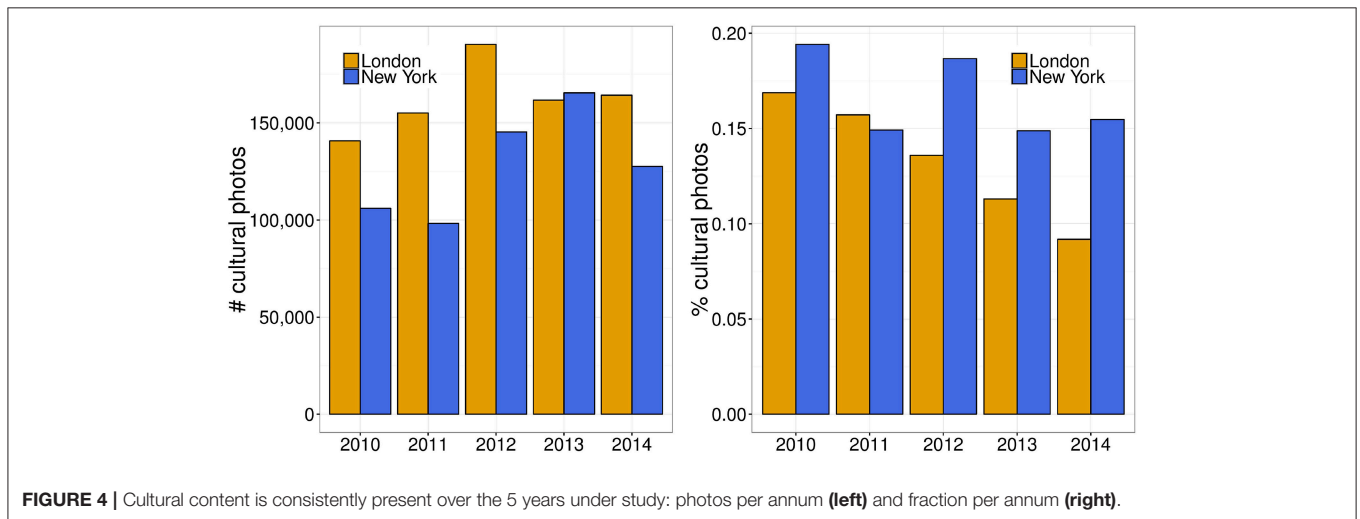 London
New York
# cultural photos
150,000
100,000
50,000
0
2010 2011 2012 2013 2014
London
New York
% cultural photos
0.20
0.15
0.10
0.05
0.00
2010 2011 2012 2013 2014
FIGURE 4 | Cultural content is consistently present over the 5 years under study: photos per annum (left) and fraction per annum (right).